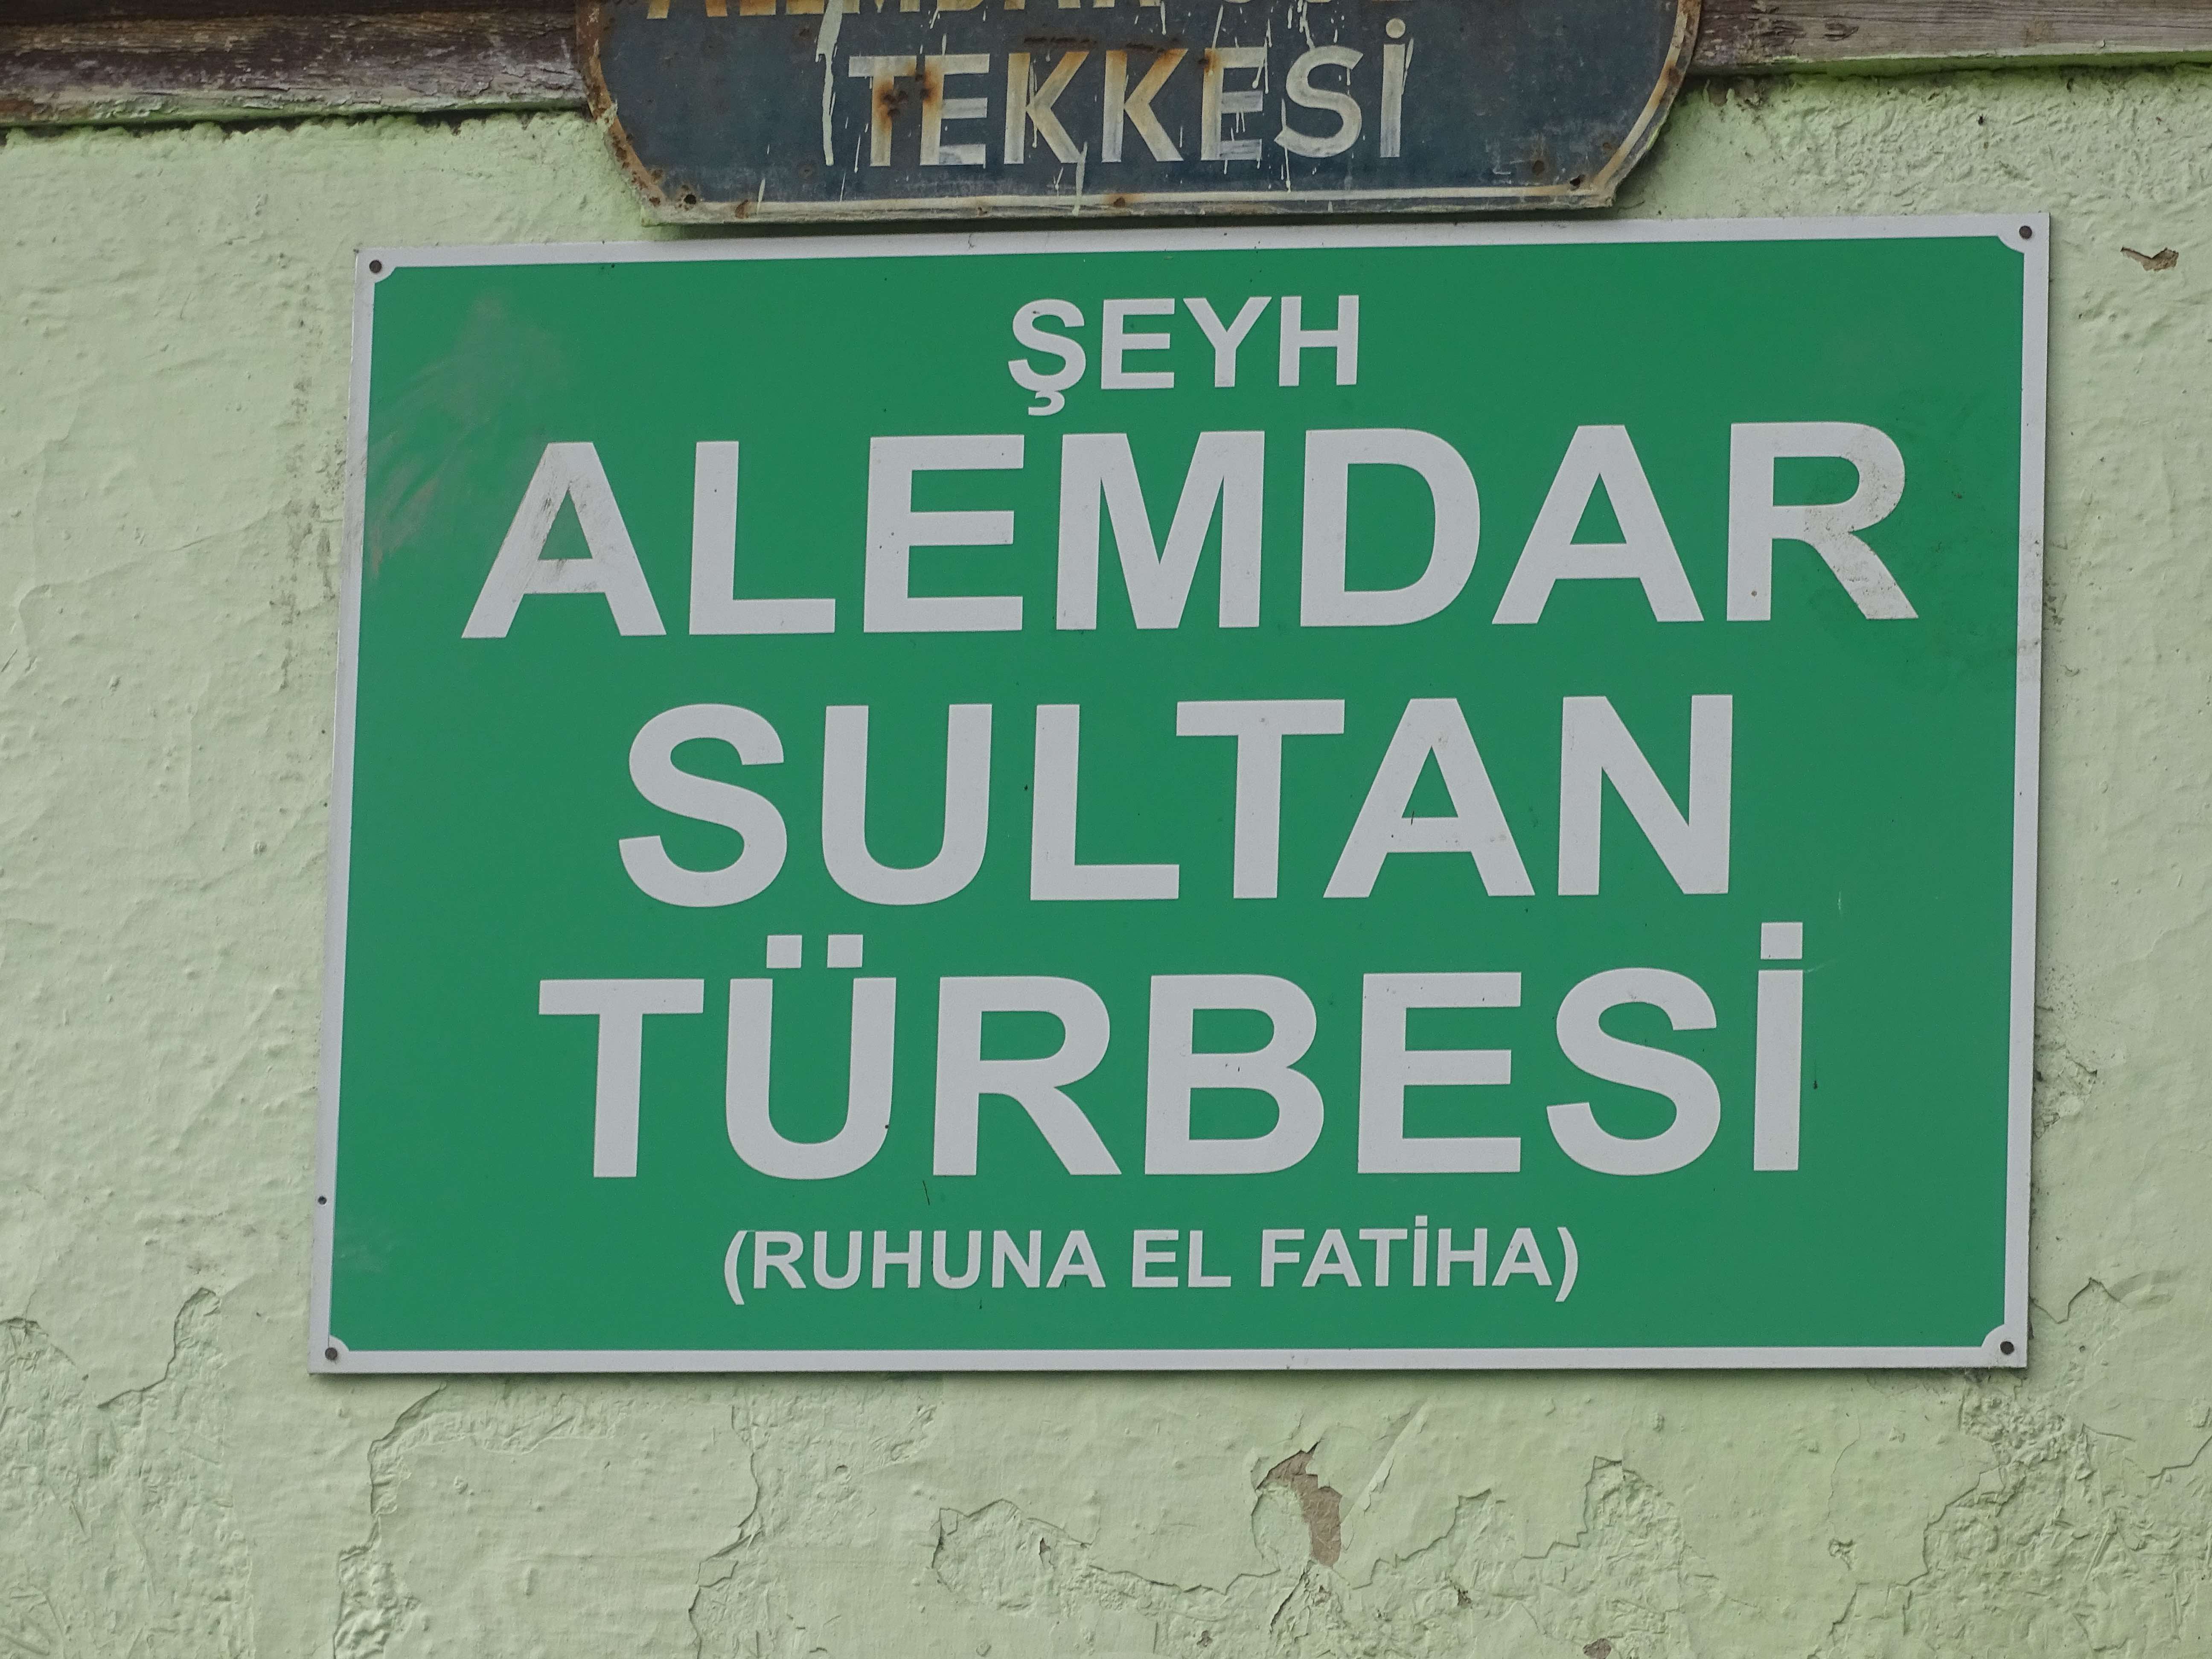 TEKKESİ
ŞEYH
ALEMDAR
SULTAN
TÜRBESİ
(RUHUNA EL FATİHA)